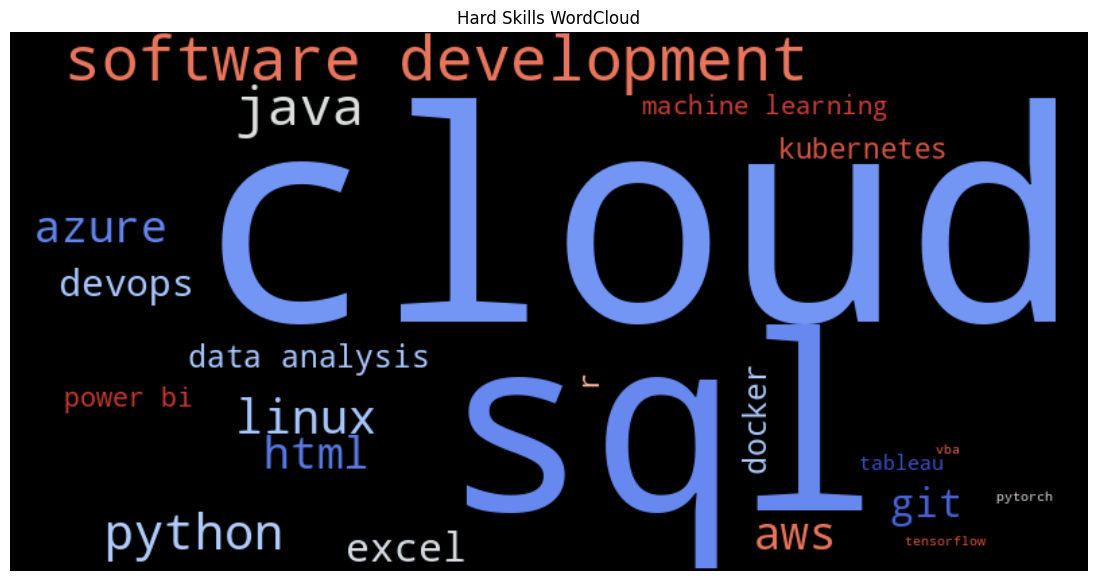 Hard Skills WordCloud
software development
java
machine learning
kubernetes
cloud
azure
devops
data analysis
r
power bi
docker
linux
sql
html
vba
tableau
git
pytorch
python
excel
aws
tensorflow